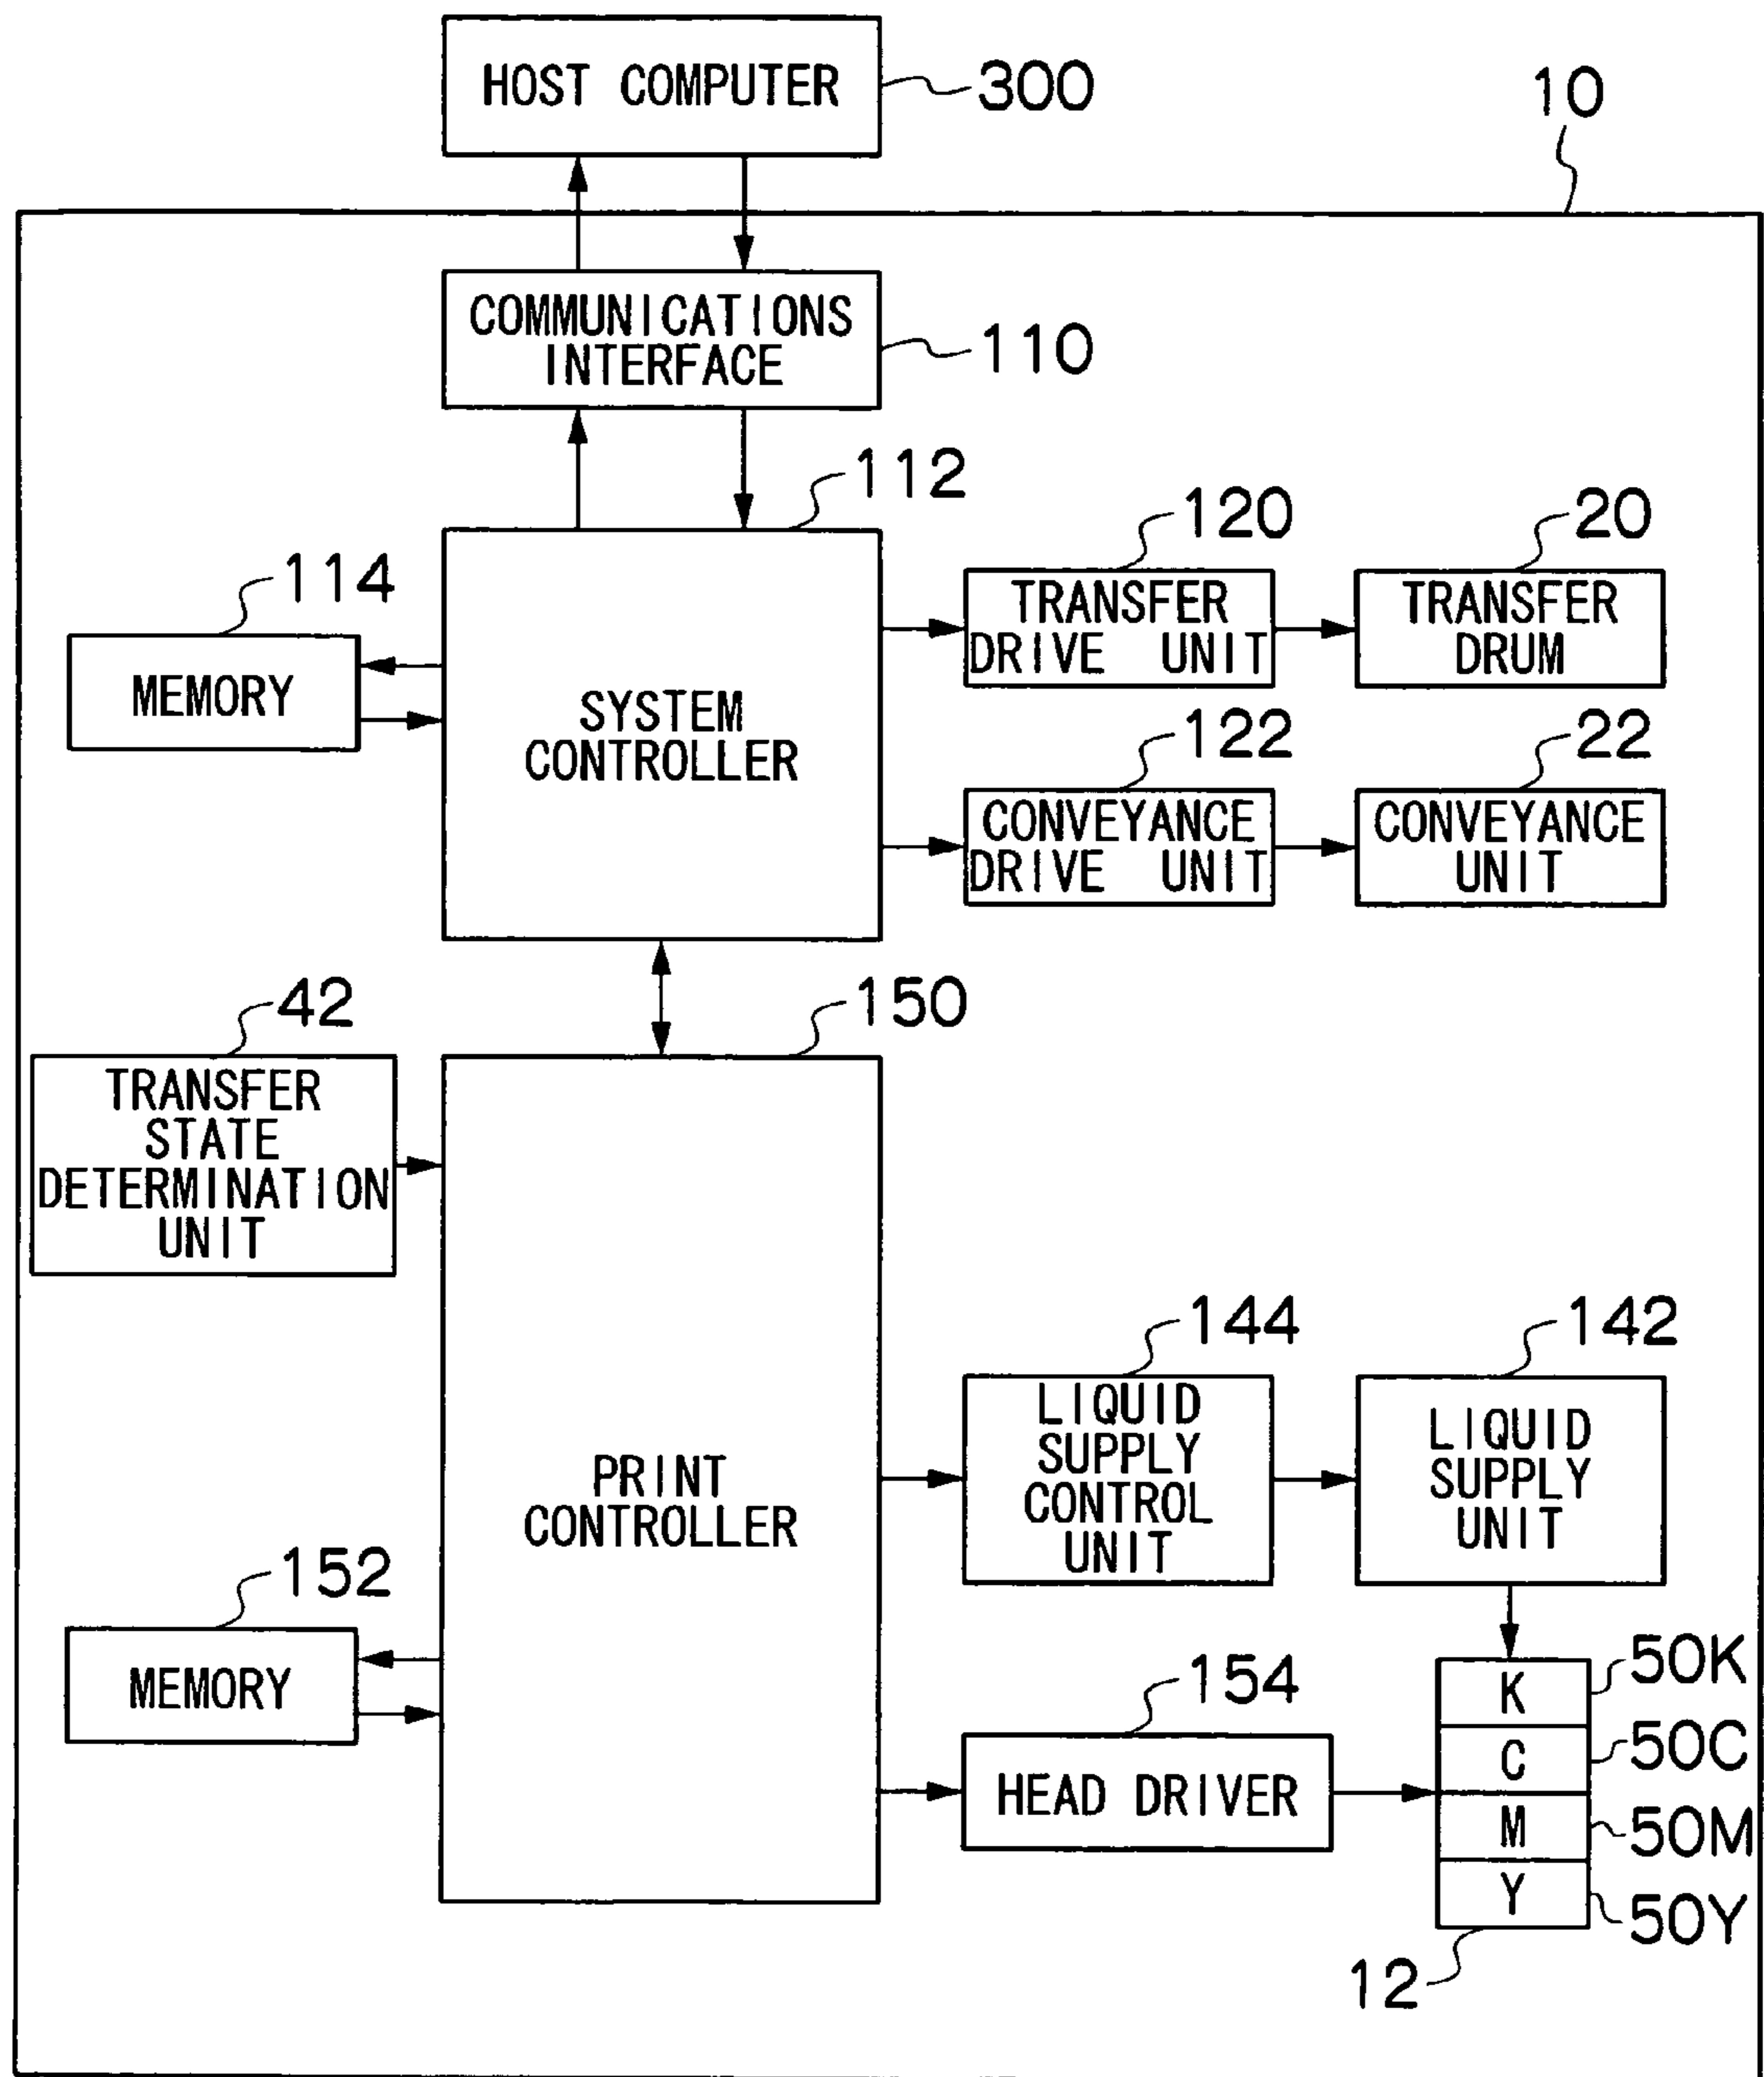 HOST COMPUTER
300
10
COMMUNICATIONS
INTERFACE
110
112
120
20
114
TRANSFER
DRIVE UNIT
TRANSFER
DRUM
MEMORY
SYSTEM
CONTROLLER
122
22
CONVEYANCE
DRIVE UNIT
CONVEYANCE
UNIT
42
150
TRANSFER
STATE
DETERMINATION
UNIT
144
142
LIQUID
SUPPLY
CONTROL
UNIT
LIQUID
SUPPLY
UNIT
PRINT
CONTROLLER
152
MEMORY
154
HEAD DRIVER
K
50K
C
50C
M
50M
Y
50Y
12